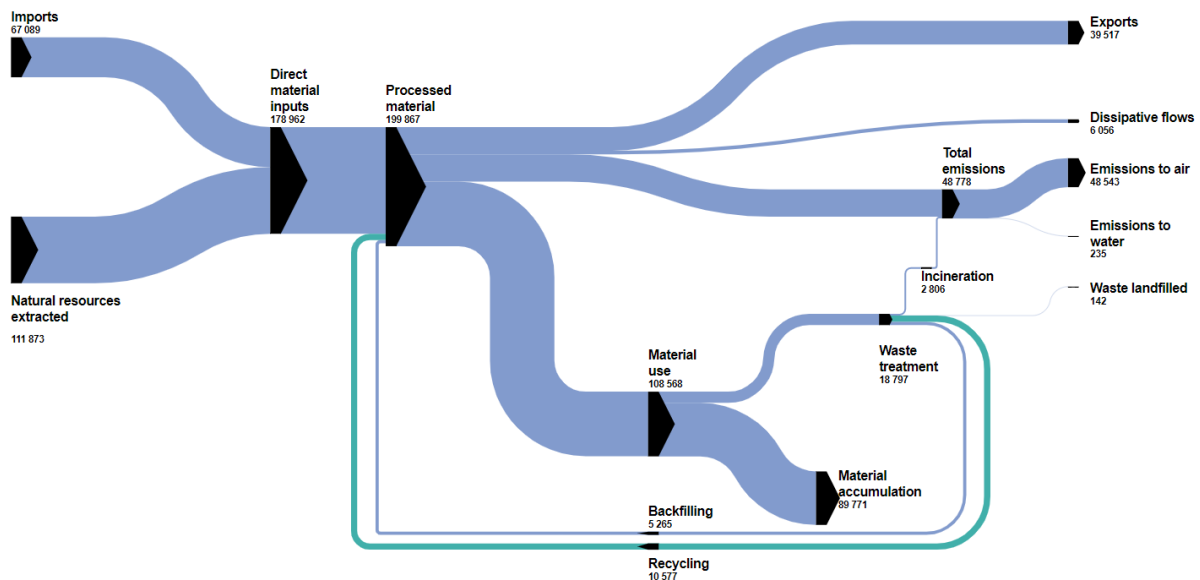 Imports
67 089
Natural resources
extracted
111 873
Direct
material
inputs
178 962
Processed
material
199 867
Exports
39 517
Dissipative flows
6 056
Total
emissions
48 778
Emissions to air
48 543
Emissions to
water
235
Incineration
2 806
Waste landfilled
142
Waste
treatment
18 797
Material
use
108 568
Material
accumulation
89 771
Backfilling
5 265
Recycling
10 577